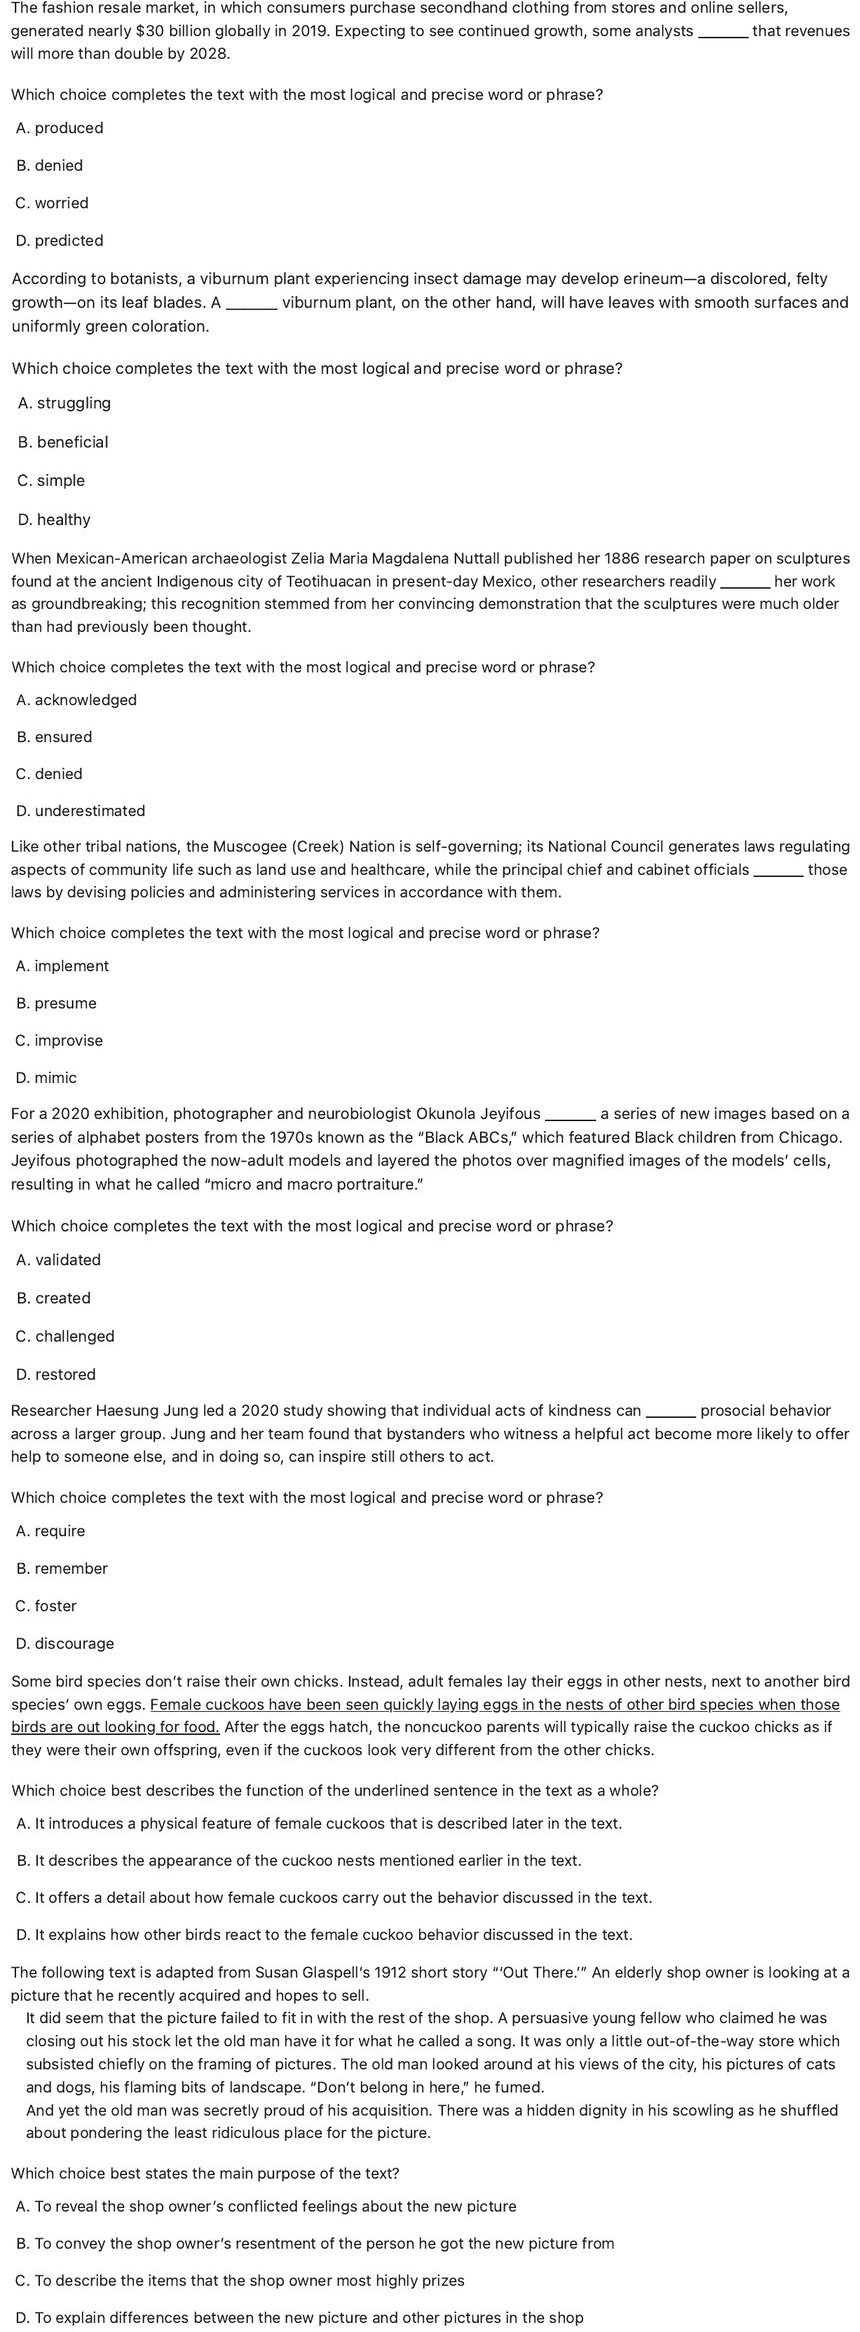 The fashion resale market, in which consumers purchase secondhand clothing from stores and online sellers,
generated nearly $30 billion globally in 2019. Expecting to see continued growth, some analysts ______ that revenues
will more than double by 2028.
Which choice completes the text with the most logical and precise word or phrase?
A. produced
B. denied
C. worried
D. predicted
According to botanists, a viburnum plant experiencing insect damage may develop erineum—a discolored, felty
growth—on its leaf blades. A ______ viburnum plant, on the other hand, will have leaves with smooth surfaces and
uniformly green coloration.
Which choice completes the text with the most logical and precise word or phrase?
A. struggling
B. beneficial
C. simple
D. healthy
When Mexican-American archaeologist Zelia Maria Magdalena Nuttall published her 1886 research paper on sculptures
found at the ancient Indigenous city of Teotihuacan in present-day Mexico, other researchers readily ______ her work
as groundbreaking; this recognition stemmed from her convincing demonstration that the sculptures were much older
than had previously been thought.
Which choice completes the text with the most logical and precise word or phrase?
A. acknowledged
B. ensured
C. denied
D. underestimated
Like other tribal nations, the Muscogee (Creek) Nation is self-governing; its National Council generates laws regulating
aspects of community life such as land use and healthcare, while the principal chief and cabinet officials ______ those
laws by devising policies and administering services in accordance with them.
Which choice completes the text with the most logical and precise word or phrase?
A. implement
B. presume
C. improvise
D. mimic
For a 2020 exhibition, photographer and neurobiologist Okunola Jeyifous ______ a series of new images based on a
series of alphabet posters from the 1970s known as the “Black ABCs,” which featured Black children from Chicago.
Jeyifous photographed the now-adult models and layered the photos over magnified images of the models’ cells,
resulting in what he called “micro and macro portraiture.”
Which choice completes the text with the most logical and precise word or phrase?
A. validated
B. created
C. challenged
D. restored
Researcher Haesung Jung led a 2020 study showing that individual acts of kindness can ______ prosocial behavior
across a larger group. Jung and her team found that bystanders who witness a helpful act become more likely to offer
help to someone else, and in doing so, can inspire still others to act.
Which choice completes the text with the most logical and precise word or phrase?
A. require
B. remember
C. foster
D. discourage
Some bird species don’t raise their own chicks. Instead, adult females lay their eggs in other nests, next to another bird
species’ own eggs. Female cuckoos have been seen quickly laying eggs in the nests of other bird species when those
birds are out looking for food. After the eggs hatch, the noncuckoo parents will typically raise the cuckoo chicks as if
they were their own offspring, even if the cuckoos look very different from the other chicks.
Which choice best describes the function of the underlined sentence in the text as a whole?
A. It introduces a physical feature of female cuckoos that is described later in the text.
B. It describes the appearance of the cuckoo nests mentioned earlier in the text.
C. It offers a detail about how female cuckoos carry out the behavior discussed in the text.
D. It explains how other birds react to the female cuckoo behavior discussed in the text.
The following text is adapted from Susan Glaspell’s 1912 short story “‘Out There.’” An elderly shop owner is looking at a
picture that he recently acquired and hopes to sell.
It did seem that the picture failed to fit in with the rest of the shop. A persuasive young fellow who claimed he was
closing out his stock let the old man have it for what he called a song. It was only a little out-of-the-way store which
subsisted chiefly on the framing of pictures. The old man looked around at his views of the city, his pictures of cats
and dogs, his flaming bits of landscape. “Don’t belong in here,” he fumed.
And yet the old man was secretly proud of his acquisition. There was a hidden dignity in his scowling as he shuffled
about pondering the least ridiculous place for the picture.
Which choice best states the main purpose of the text?
A. To reveal the shop owner’s conflicted feelings about the new picture
B. To convey the shop owner’s resentment of the person he got the new picture from
C. To describe the items that the shop owner most highly prizes
D. To explain differences between the new picture and other pictures in the shop